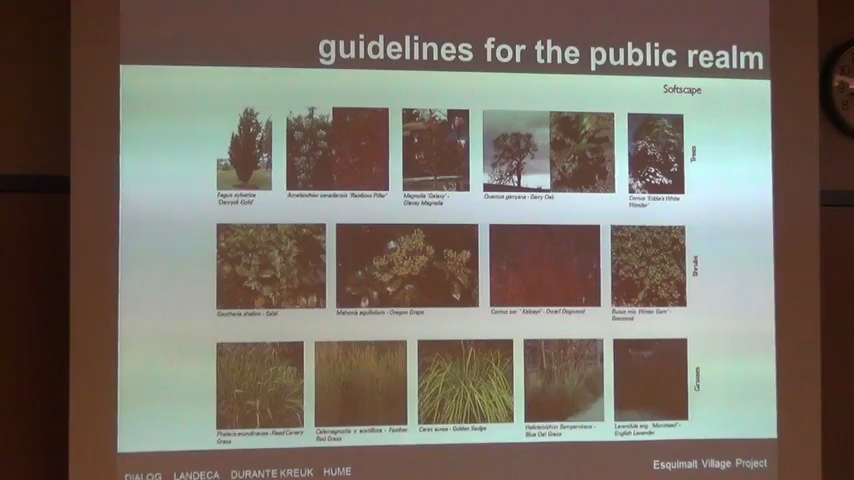 guidelines for the public realm
Softscape
Trees
Fagus sylvatica
'Dawyck Gold'
Amelanchier canadensis 'Rainbow Pillar'
Magnolia 'Galaxy' -
Galaxy Magnolia
Quercus garryana - Garry Oak
Cornus 'Eddie's White
Wonder'
Shrubs
Gaultheria shallon - Salal
Mahonia aquifolium - Oregon Grape
Cornus ser. 'Kelseyi' - Dwarf Dogwood
Buxus mic. 'Winter Gem' -
Boxwood
Grasses
Phalaris arundinacea - Reed Canary
Grass
Calamagrostis x acutiflora - Feather
Reed Grass
Carex aurea - Golden Sedge
Helictotrichon Sempervirens -
Blue Oat Grass
Lavendula ang. 'Munstead' -
English Lavender
DIALOG LANDECA DURANTE KREUK HUME
Esquimalt Village Project